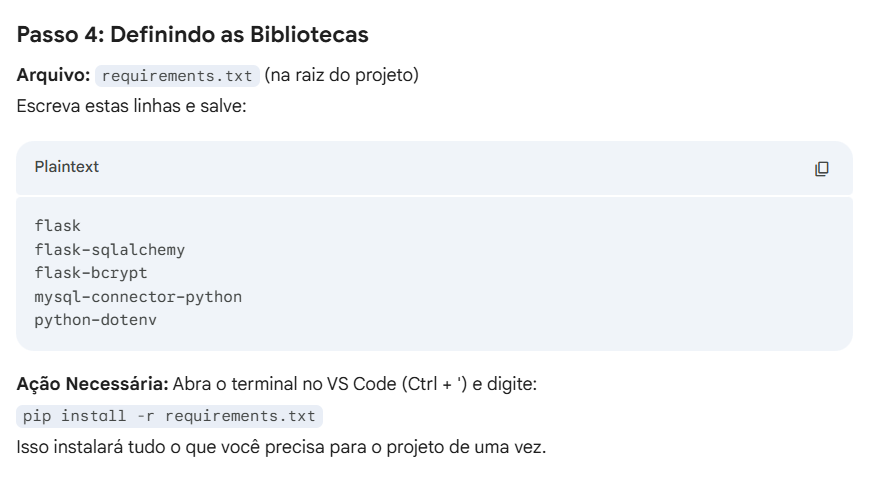 Passo 4: Definindo as Bibliotecas
Arquivo: requirements.txt (na raiz do projeto)
Escreva estas linhas e salve:
Plaintext
flask
flask-sqlalchemy
flask-bcrypt
mysql-connector-python
python-dotenv
Ação Necessária: Abra o terminal no VS Code (Ctrl + ') e digite:
pip install -r requirements.txt
Isso instalará tudo o que você precisa para o projeto de uma vez.